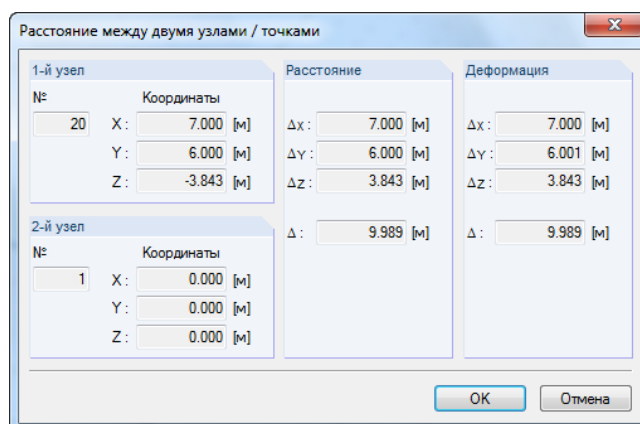 Расстояние между двумя узлами / точками
1-й узел
№ Координаты
20 X: 7.000 [м]
Y: 6.000 [м]
Z: -3.843 [м]
2-й узел
№ Координаты
1 X: 0.000 [м]
Y: 0.000 [м]
Z: 0.000 [м]
Расстояние
Δx: 7.000 [м]
ΔY: 6.000 [м]
Δz: 3.843 [м]
Δ: 9.989 [м]
Деформация
Δx: 7.000 [м]
ΔY: 6.001 [м]
Δz: 3.843 [м]
Δ: 9.989 [м]
OK Отмена